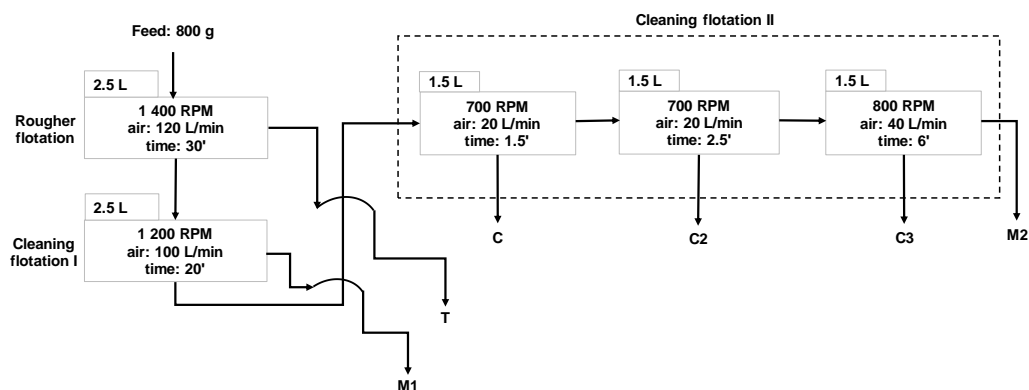 Cleaning flotation II
Feed: 800 g
2.5 L
1 400 RPM
air: 120 L/min
time: 30'
Rougher
flotation
1.5 L
700 RPM
air: 20 L/min
time: 1.5'
1.5 L
700 RPM
air: 20 L/min
time: 2.5'
1.5 L
800 RPM
air: 40 L/min
time: 6'
2.5 L
1 200 RPM
air: 100 L/min
time: 20'
Cleaning
flotation I
C
C2
C3
M2
T
M1